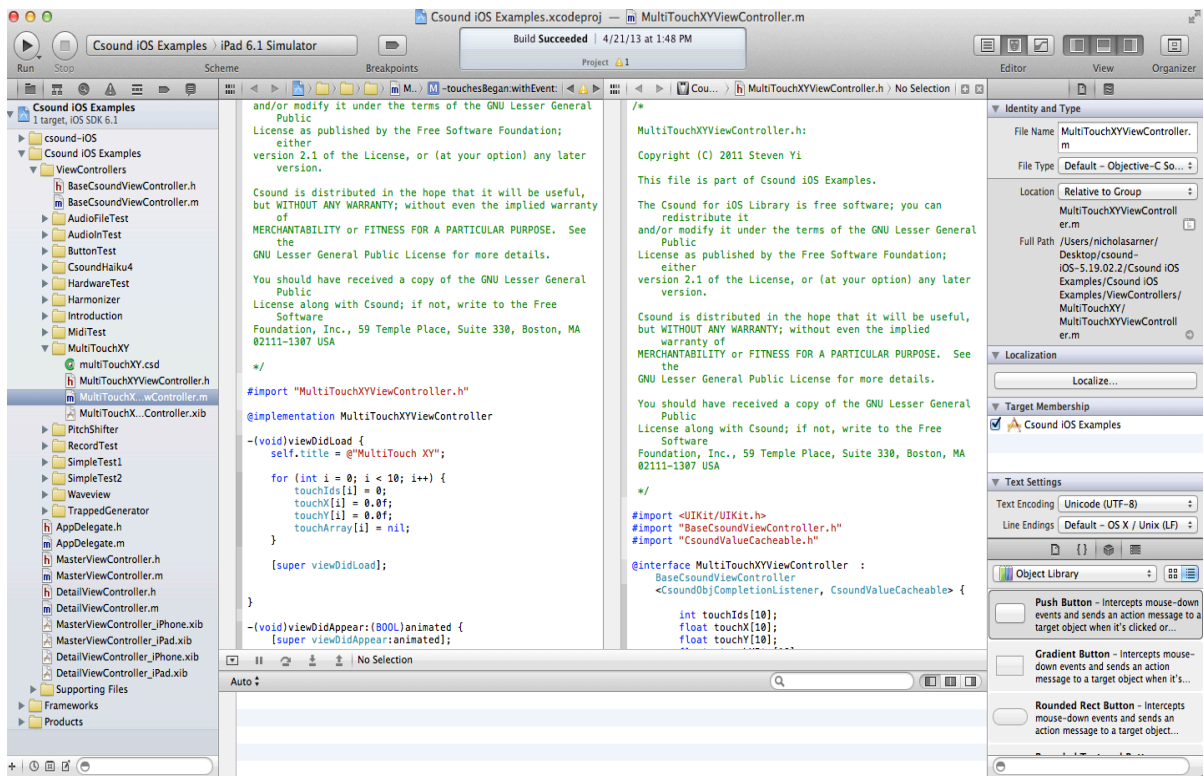 Csound iOS Examples.xcodeproj — MultiTouchXYViewController.m
Run
Stop
Csound iOS Examples › iPad 6.1 Simulator
Scheme
Breakpoints
Build Succeeded | 4/21/13 at 1:48 PM
Project 1
Editor
View
Organizer
M...
-touchesBegan:withEvent:
Cou...
MultiTouchXYViewController.h
No Selection
Csound iOS Examples
1 target, iOS SDK 6.1
csound-iOS
Csound iOS Examples
ViewControllers
BaseCsoundViewController.h
BaseCsoundViewController.m
AudioFileTest
AudioInTest
ButtonTest
CsoundHaiku4
HardwareTest
Harmonizer
Introduction
MidiTest
MultiTouchXY
multiTouchXY.csd
MultiTouchXYViewController.h
MultiTouchX...wController.m
MultiTouchX...Controller.xib
PitchShifter
RecordTest
SimpleTest1
SimpleTest2
Waveview
TrappedGenerator
AppDelegate.h
AppDelegate.m
MasterViewController.h
MasterViewController.m
DetailViewController.h
DetailViewController.m
MasterViewController_iPhone.xib
MasterViewController_iPad.xib
DetailViewController_iPhone.xib
DetailViewController_iPad.xib
Supporting Files
Frameworks
Products
and/or modify it under the terms of the GNU Lesser General
Public
License as published by the Free Software Foundation;
either
version 2.1 of the License, or (at your option) any later
version.
Csound is distributed in the hope that it will be useful,
but WITHOUT ANY WARRANTY; without even the implied warranty
of
MERCHANTABILITY or FITNESS FOR A PARTICULAR PURPOSE.  See
the
GNU Lesser General Public License for more details.
You should have received a copy of the GNU Lesser General
Public
License along with Csound; if not, write to the Free
Software
Foundation, Inc., 59 Temple Place, Suite 330, Boston, MA
02111-1307 USA
*/
#import "MultiTouchXYViewController.h"
@implementation MultiTouchXYViewController
-(void)viewDidLoad {
self.title = @"MultiTouch XY";
for (int i = 0; i < 10; i++) {
touchIds[i] = 0;
touchX[i] = 0.0f;
touchY[i] = 0.0f;
touchArray[i] = nil;
}
[super viewDidLoad];
}
-(void)viewDidAppear:(BOOL)animated {
[super viewDidAppear:animated];
/*
MultiTouchXYViewController.h:
Copyright (C) 2011 Steven Yi
This file is part of Csound iOS Examples.
The Csound for iOS Library is free software; you can
redistribute it
and/or modify it under the terms of the GNU Lesser General
Public
License as published by the Free Software Foundation;
either
version 2.1 of the License, or (at your option) any later
version.
Csound is distributed in the hope that it will be useful,
but WITHOUT ANY WARRANTY; without even the implied
warranty of
MERCHANTABILITY or FITNESS FOR A PARTICULAR PURPOSE.  See
the
GNU Lesser General Public License for more details.
You should have received a copy of the GNU Lesser General
Public
License along with Csound; if not, write to the Free
Software
Foundation, Inc., 59 Temple Place, Suite 330, Boston, MA
02111-1307 USA
*/
#import <UIKit/UIKit.h>
#import "BaseCsoundViewController.h"
#import "CsoundValueCacheable.h"
@interface MultiTouchXYViewController  :
BaseCsoundViewController
<CsoundObjCompletionListener, CsoundValueCacheable> {
int touchIds[10];
float touchX[10];
float touchY[10];
No Selection
Auto
Identity and Type
File Name MultiTouchXYViewController.
m
File Type Default - Objective-C So...
Location Relative to Group
MultiTouchXYViewControll
er.m
Full Path /Users/nicholasarner/
Desktop/csound-
iOS-5.19.02.2/Csound iOS
Examples/Csound iOS
Examples/ViewControllers/
MultiTouchXY/
MultiTouchXYViewControll
er.m
Localization
Localize...
Target Membership
Csound iOS Examples
Text Settings
Text Encoding Unicode (UTF-8)
Line Endings Default - OS X / Unix (LF)
{}
Object Library
Push Button - Intercepts mouse-down
events and sends an action message to a
target object when it's clicked or...
Gradient Button - Intercepts mouse-
down events and sends an action
message to a target object when it's...
Rounded Rect Button - Intercepts
mouse-down events and sends an
action message to a target object...